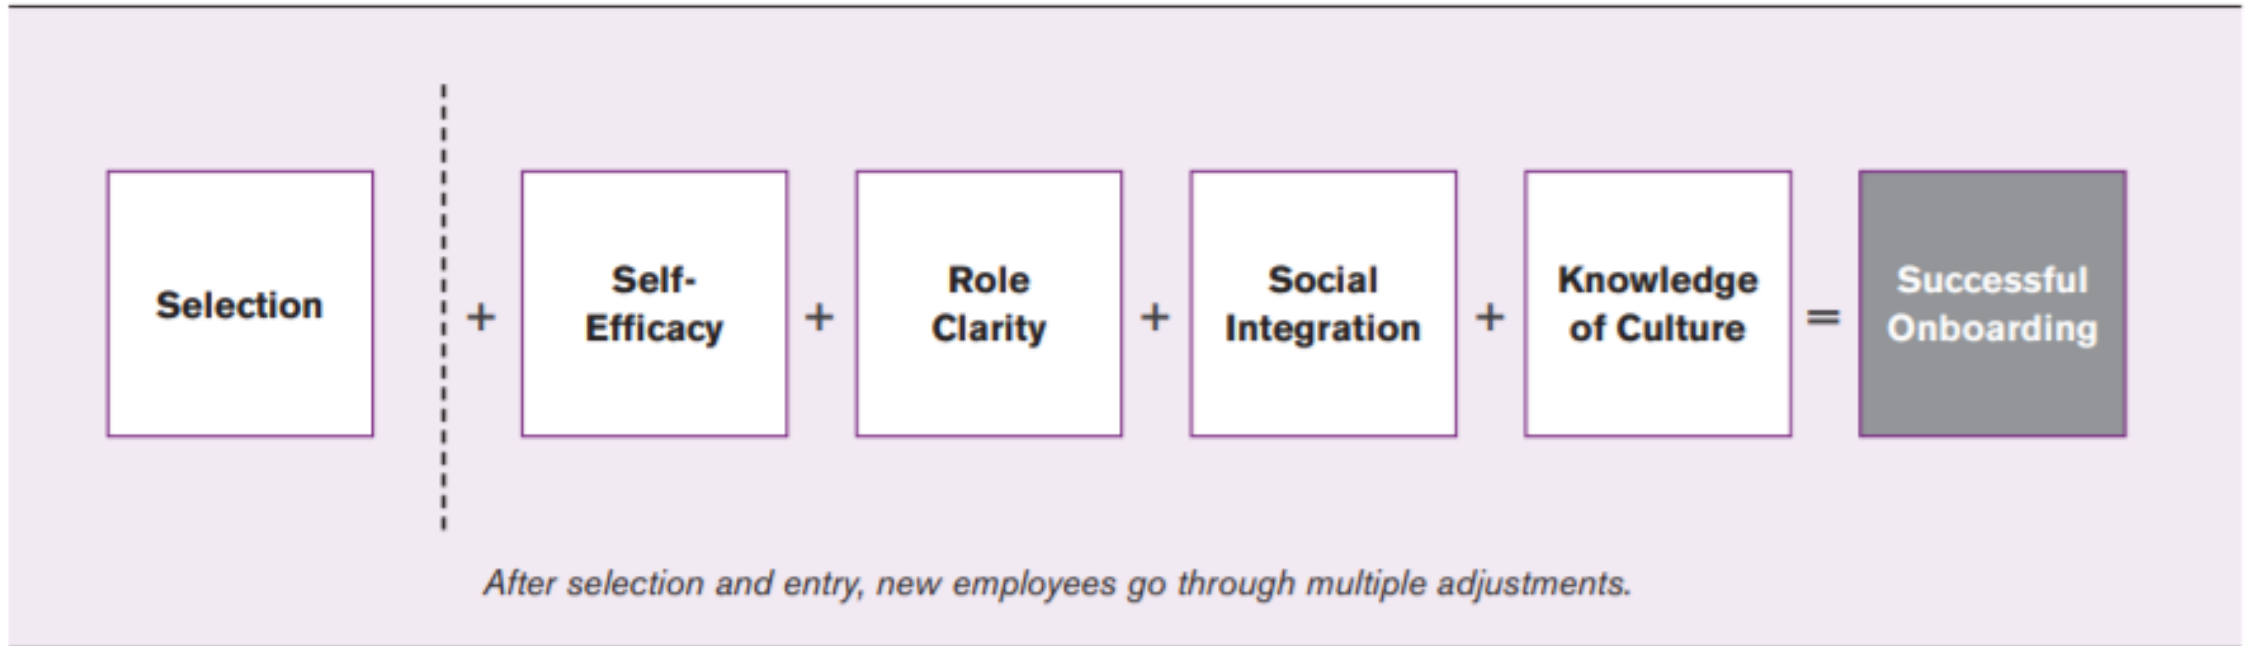 Selection
+
Self-
Efficacy
+
Role
Clarity
+
Social
Integration
+
Knowledge
of Culture
=
Successful
Onboarding
After selection and entry, new employees go through multiple adjustments.